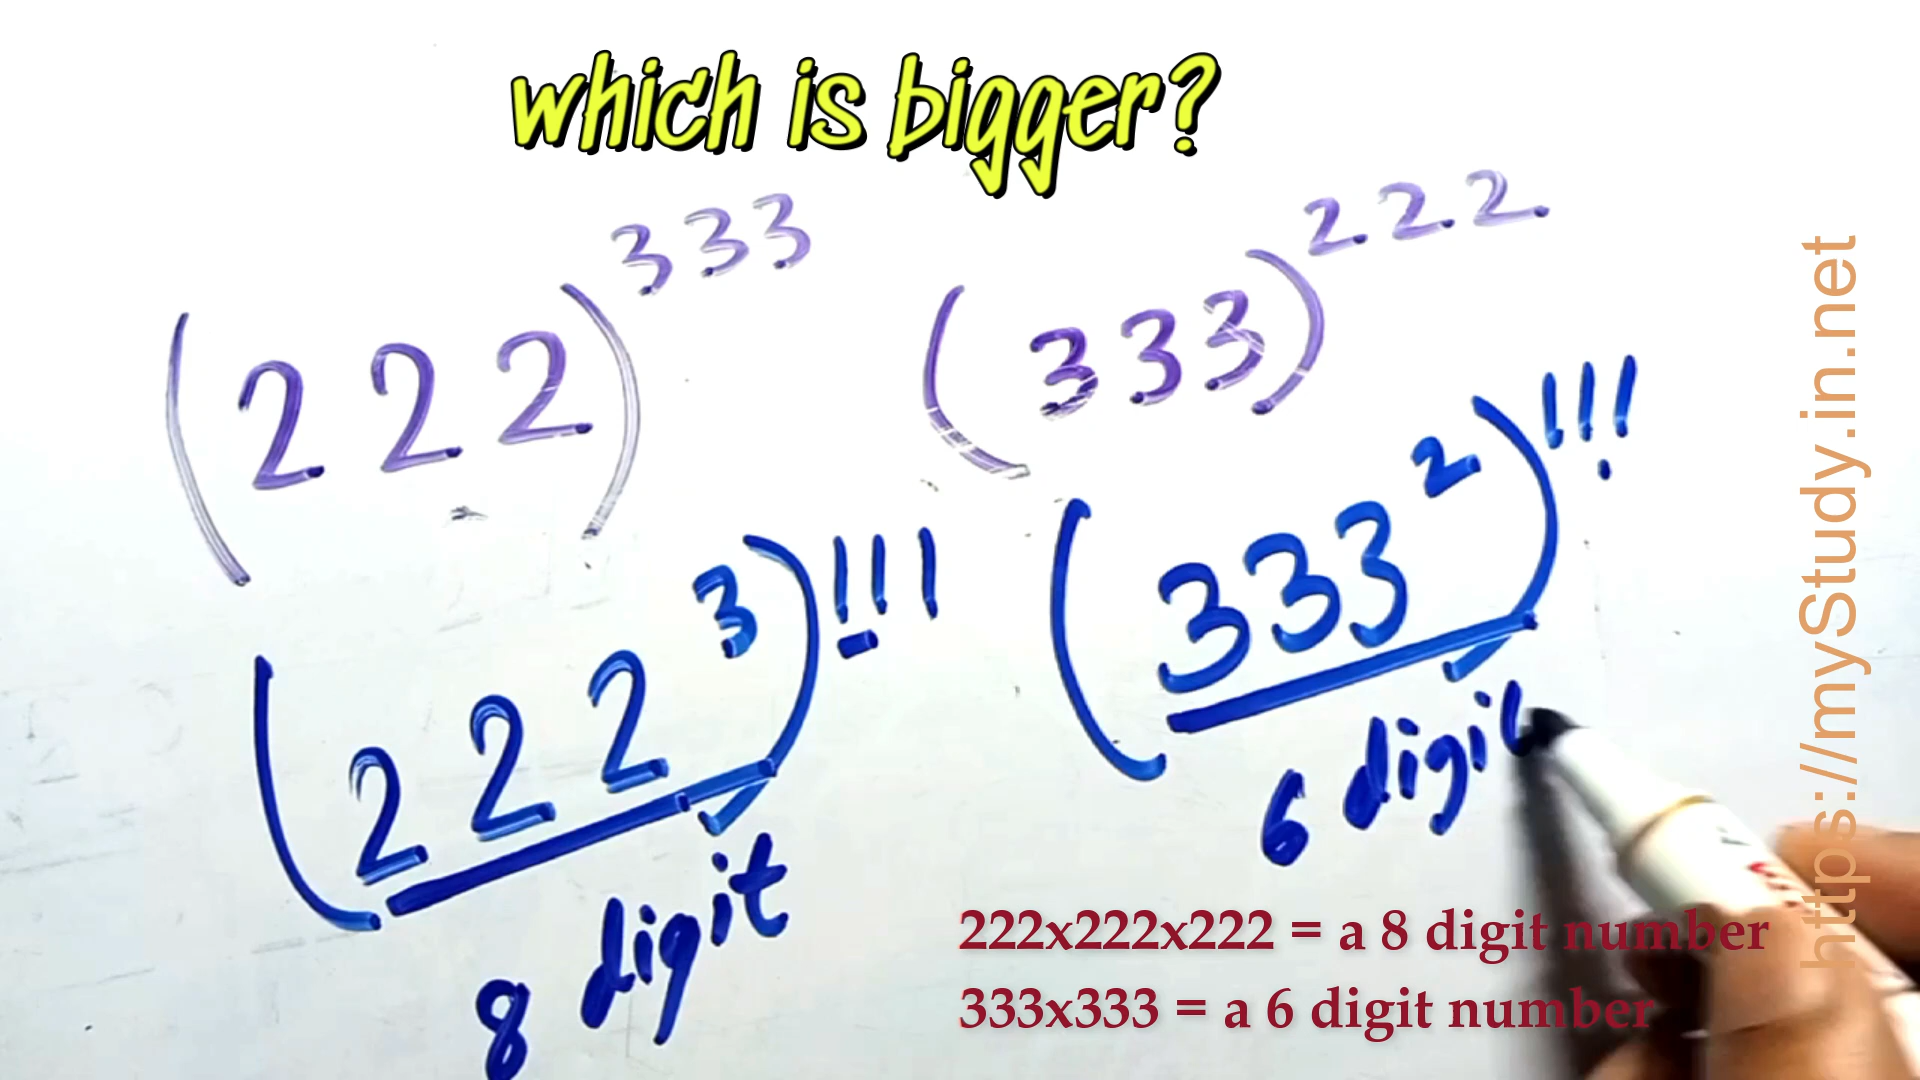 which is bigger?
(222)^333 (333)^222
(222^3)^111 (333^2)^111
8 digit 6 digit
222x222x222 = a 8 digit number
333x333 = a 6 digit number
https://myStudy.in.net